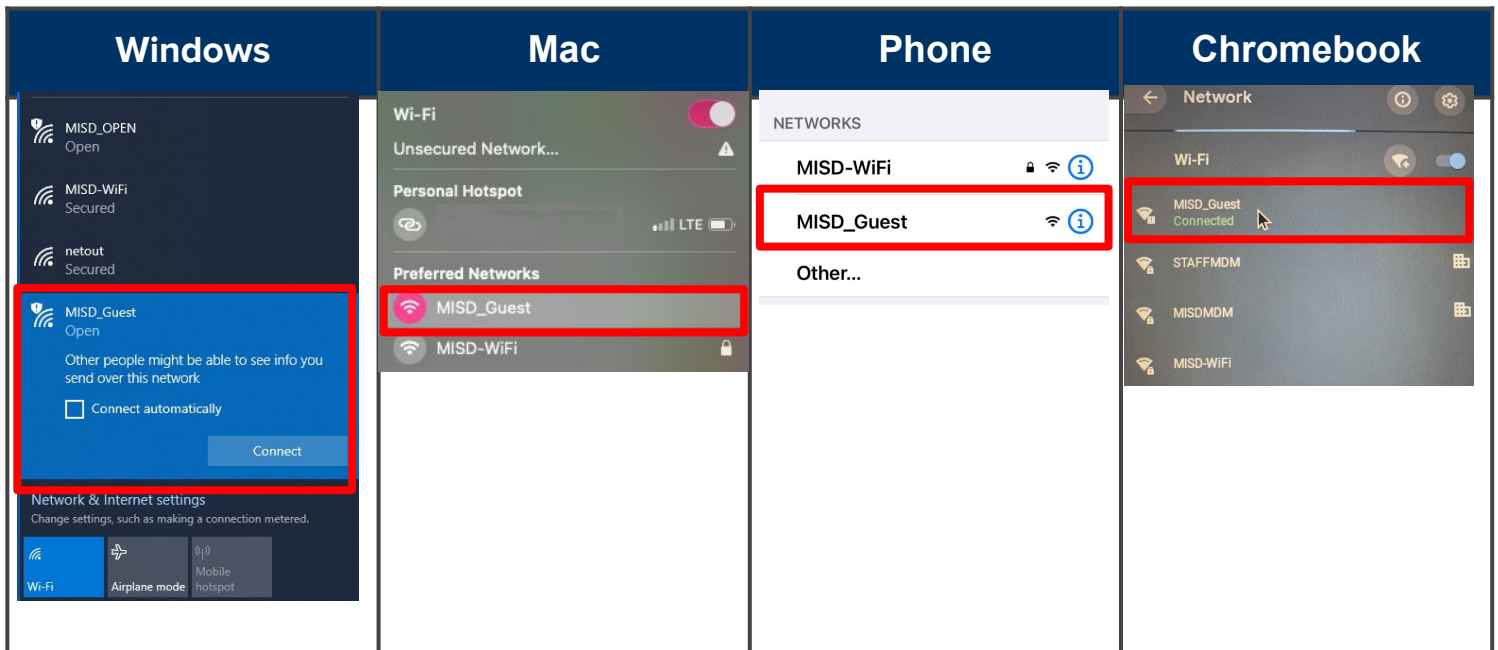 Windows
MISD_OPEN
Open
MISD-WiFi
Secured
netout
Secured
MISD_Guest
Open
Other people might be able to see info you
send over this network
Connect automatically
Connect
Network & Internet settings
Change settings, such as making a connection metered.
Wi-Fi
Airplane mode
Mobile
hotspot
Mac
Wi-Fi
Unsecured Network...
Personal Hotspot
LTE
Preferred Networks
MISD_Guest
MISD-WiFi
Phone
NETWORKS
MISD-WiFi
MISD_Guest
Other...
Chromebook
Network
Wi-Fi
MISD_Guest
Connected
STAFFMDM
MISDMDM
MISD-WiFi